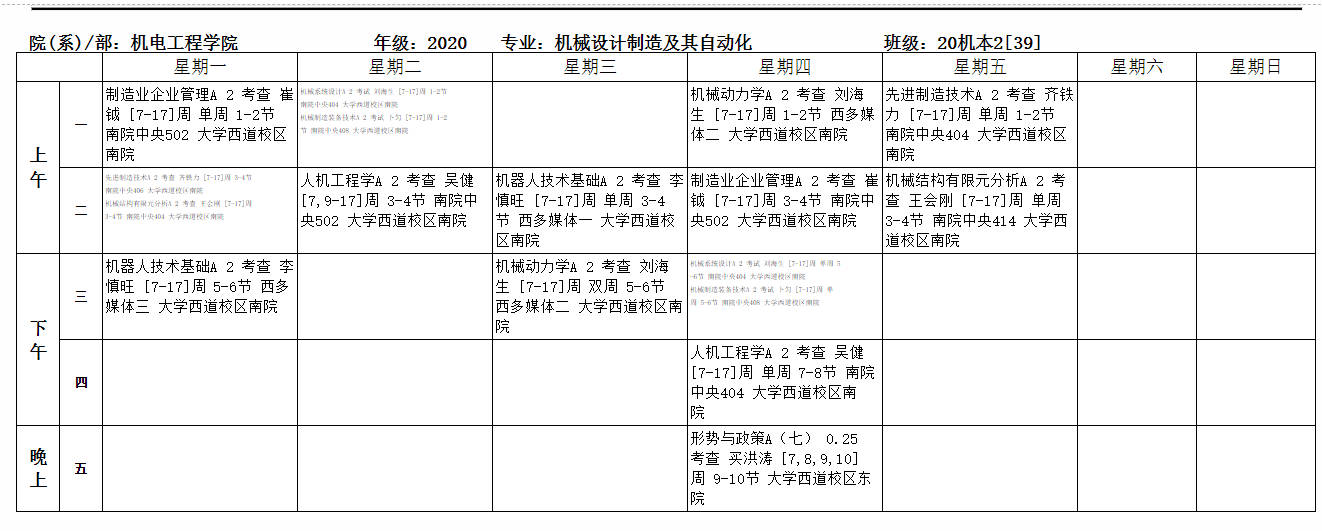 院(系)/部: 机电工程学院 年级: 2020 专业: 机械设计制造及其自动化 班级: 20机本2[39]
星期一 星期二 星期三 星期四 星期五 星期六 星期日
上午
一
制造业企业管理A 2 考查 崔
钺 [7-17]周 单周 1-2节
南院中央502 大学西道校区
南院
机械系统设计A 2 考试 刘海生 [7-17]周 1-2节
南院中央404 大学西道校区南院
机械制造装备技术A 2 考试 卜匀 [7-17]周 1-2
节 南院中央408 大学西道校区南院
机械动力学A 2 考查 刘海
生 [7-17]周 1-2节 西多媒
体二 大学西道校区南院
先进制造技术A 2 考查 齐铁
力 [7-17]周 单周 1-2节
南院中央404 大学西道校区
南院
二
先进制造技术A 2 考查 齐铁力 [7-17]周 3-4节
南院中央406 大学西道校区南院
机械结构有限元分析A 2 考查 王会刚 [7-17]周
3-4节 南院中央404 大学西道校区南院
人机工程学A 2 考查 吴健
[7,9-17]周 3-4节 南院中
央502 大学西道校区南院
机器人技术基础A 2 考查 李
慎旺 [7-17]周 单周 3-4
节 西多媒体一 大学西道校
区南院
制造业企业管理A 2 考查 崔
钺 [7-17]周 3-4节 南院中
央502 大学西道校区南院
机械结构有限元分析A 2 考
查 王会刚 [7-17]周 单周
3-4节 南院中央414 大学西
道校区南院
下午
三
机器人技术基础A 2 考查 李
慎旺 [7-17]周 5-6节 西多
媒体三 大学西道校区南院
机械动力学A 2 考查 刘海
生 [7-17]周 双周 5-6节
西多媒体二 大学西道校区南
院
机械系统设计A 2 考试 刘海生 [7-17]周 单周 5
-6节 南院中央404 大学西道校区南院
机械制造装备技术A 2 考试 卜匀 [7-17]周 单
周 5-6节 南院中央408 大学西道校区南院
四
人机工程学A 2 考查 吴健
[7-17]周 单周 7-8节 南院
中央404 大学西道校区南
院
晚上
五
形势与政策A（七） 0.25
考查 买洪涛 [7,8,9,10]
周 9-10节 大学西道校区东
院